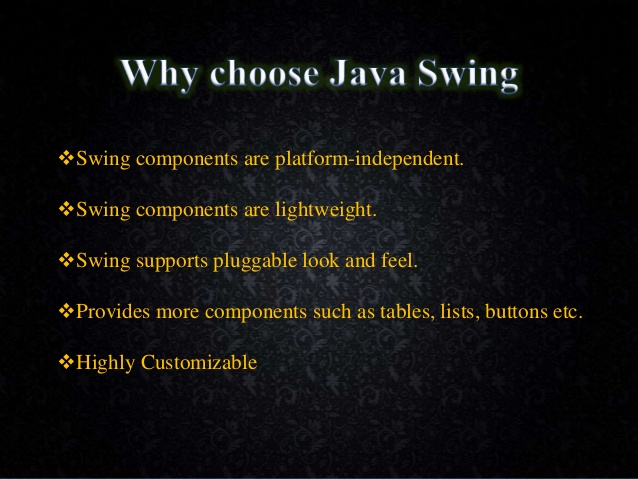 Why choose Java Swing
❖Swing components are platform-independent.
❖Swing components are lightweight.
❖Swing supports pluggable look and feel.
❖Provides more components such as tables, lists, buttons etc.
❖Highly Customizable